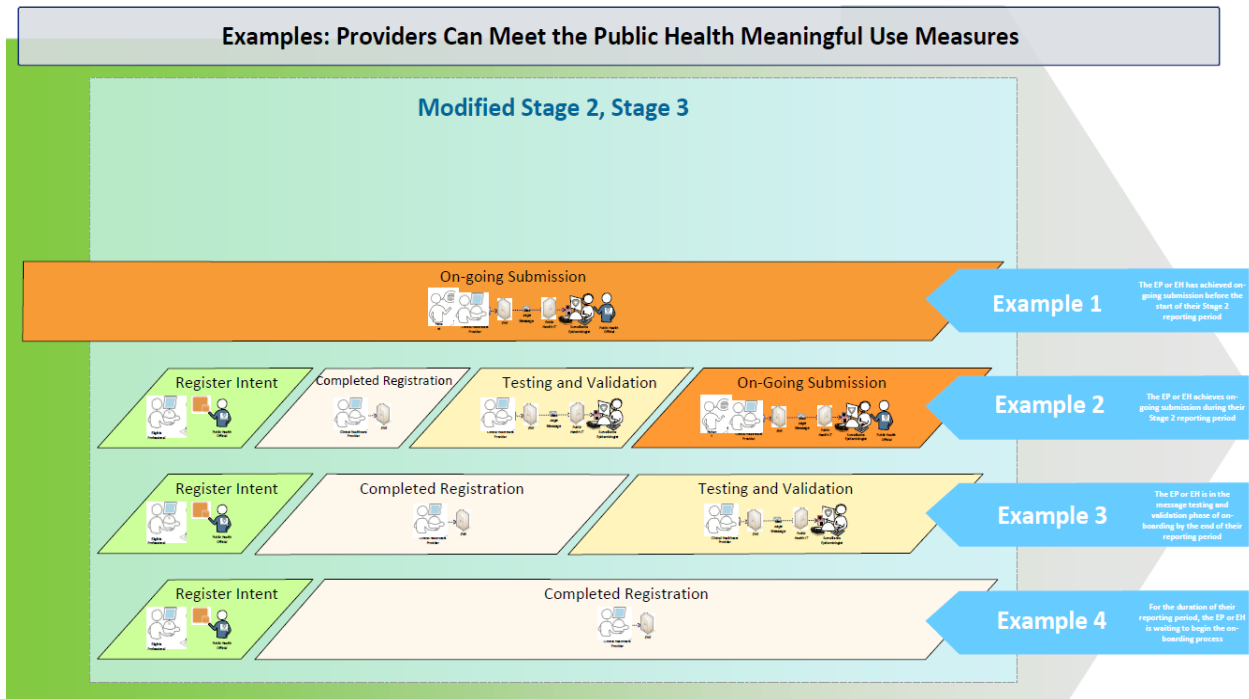 Examples: Providers Can Meet the Public Health Meaningful Use Measures
Modified Stage 2, Stage 3
On-going Submission
Example 1
The EP or EH has achieved on-
going submission before the
start of their Stage 2
reporting period
Register Intent
Completed Registration
Testing and Validation
On-Going Submission
Example 2
The EP or EH achieves on-
going submission during their
Stage 2 reporting period
Register Intent
Completed Registration
Testing and Validation
Example 3
The EP or EH is in the
message testing and
validation phase of on-
boarding by the end of their
reporting period
Register Intent
Completed Registration
Example 4
For the duration of their
reporting period, the EP or EH
is waiting to begin the on-
boarding process